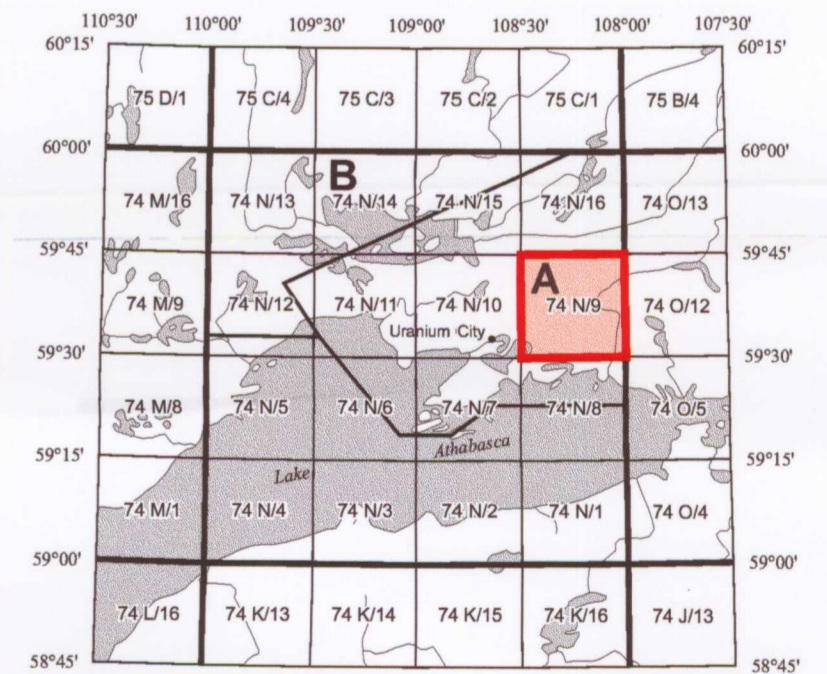 110°30' 110°00' 109°30' 109°00' 108°30' 108°00' 107°30'
60°15' 60°15'
75 D/1 75 C/4 75 C/3 75 C/2 75 C/1 75 B/4
60°00' 60°00'
B
74 M/16 74 N/13 74 N/14 74 N/15 74 N/16 74 O/13
59°45' 59°45'
A
74 M/9 74 N/12 74 N/11 74 N/10 74 N/9 74 O/12
Uranium City
59°30' 59°30'
74 M/8 74 N/5 74 N/6 74 N/7 74 N/8 74 O/5
Athabasca
59°15' 59°15'
Lake
74 M/1 74 N/4 74 N/3 74 N/2 74 N/1 74 O/4
59°00' 59°00'
74 L/16 74 K/13 74 K/14 74 K/15 74 K/16 74 J/13
58°45' 58°45'